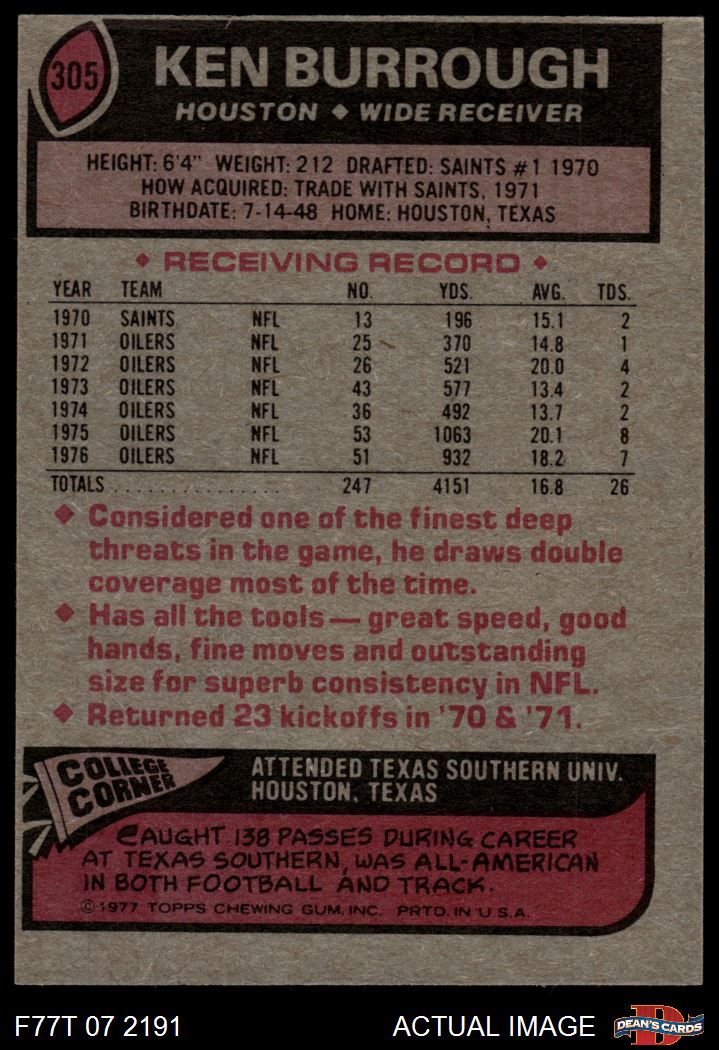 305
KEN BURROUGH
HOUSTON ◆ WIDE RECEIVER
HEIGHT: 6'4" WEIGHT: 212 DRAFTED: SAINTS #1 1970
HOW ACQUIRED: TRADE WITH SAINTS, 1971
BIRTHDATE: 7-14-48 HOME: HOUSTON, TEXAS
◆ RECEIVING RECORD ◆
YEAR TEAM NO. YDS. AVG. TDS.
1970 SAINTS NFL 13 196 15.1 2
1971 OILERS NFL 25 370 14.8 1
1972 OILERS NFL 26 521 20.0 4
1973 OILERS NFL 43 577 13.4 2
1974 OILERS NFL 36 492 13.7 2
1975 OILERS NFL 53 1063 20.1 8
1976 OILERS NFL 51 932 18.2 7
TOTALS ................ 247 4151 16.8 26
◆ Considered one of the finest deep
threats in the game, he draws double
coverage most of the time.
◆ Has all the tools — great speed, good
hands, fine moves and outstanding
size for superb consistency in NFL.
◆ Returned 23 kickoffs in '70 & '71.
COLLEGE
CORNER
ATTENDED TEXAS SOUTHERN UNIV.
HOUSTON, TEXAS
CAUGHT 138 PASSES DURING CAREER
AT TEXAS SOUTHERN, WAS ALL-AMERICAN
IN BOTH FOOTBALL AND TRACK.
© 1977 TOPPS CHEWING GUM, INC. PRTD. IN U.S.A.
F77T 07 2191 ACTUAL IMAGE
D
DEAN'S CARDS